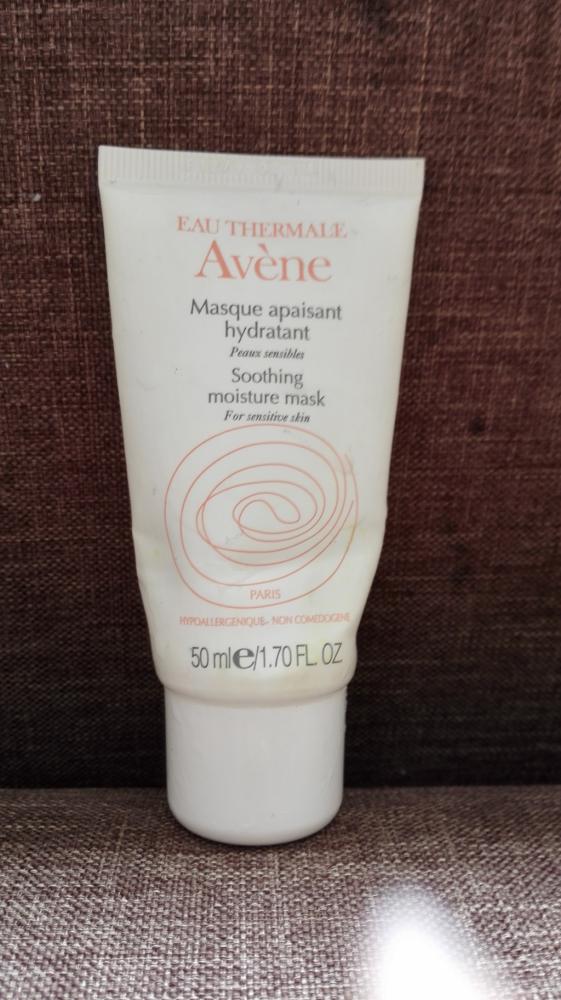 EAU THERMALE
Avène
Masque apaisant
hydratant
Peaux sensibles
Soothing
moisture mask
For sensitive skin
PARIS
HYPOALLERGENIQUE - NON COMEDOGENE
50 ml e/1.70 FL. OZ